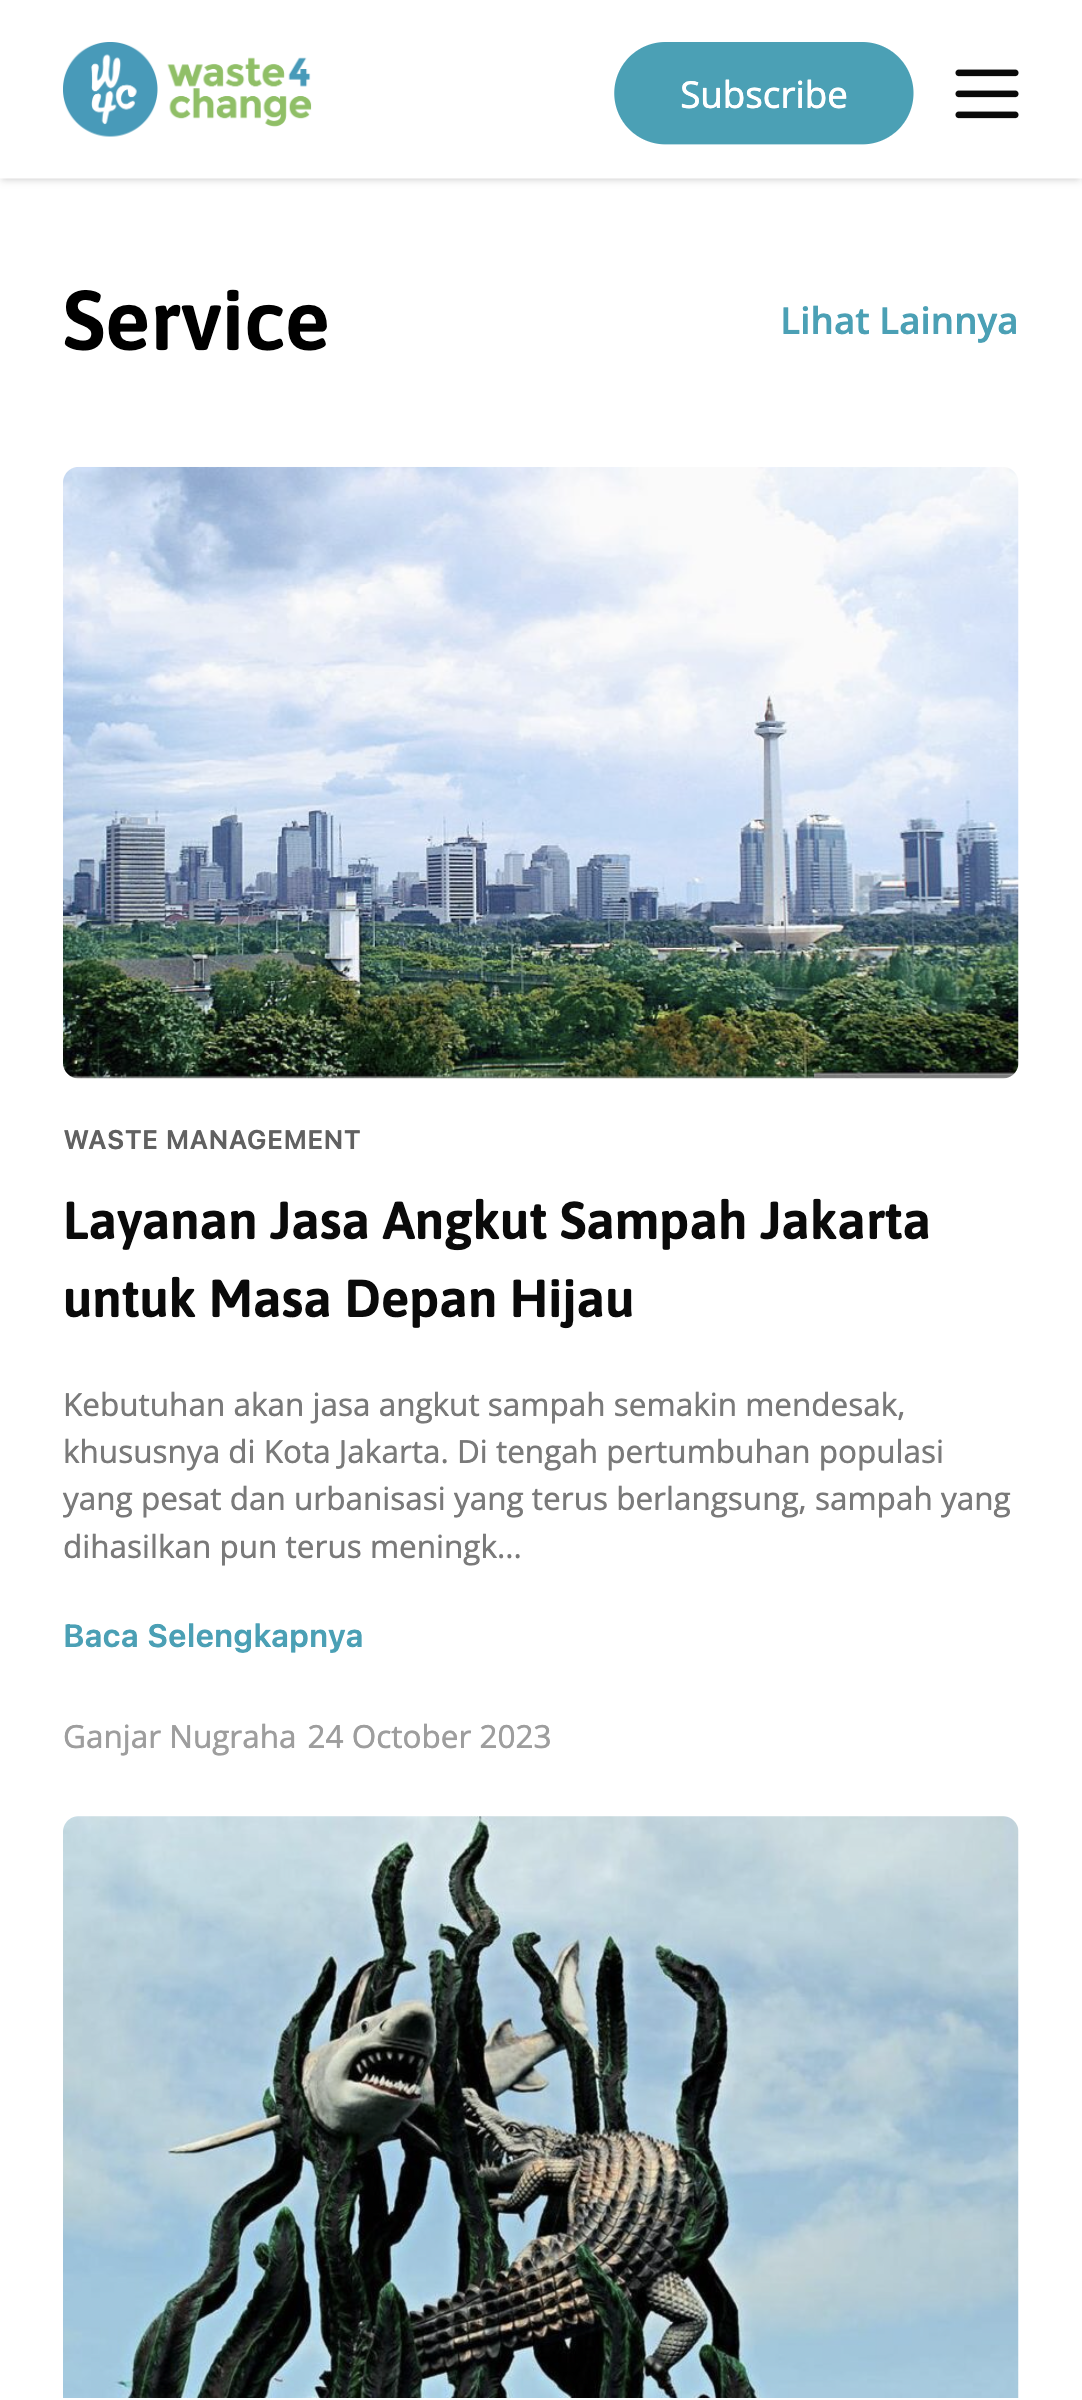 W4C
waste4
change
Subscribe
Service
Lihat Lainnya
WASTE MANAGEMENT
Layanan Jasa Angkut Sampah Jakarta
untuk Masa Depan Hijau
Kebutuhan akan jasa angkut sampah semakin mendesak,
khususnya di Kota Jakarta. Di tengah pertumbuhan populasi
yang pesat dan urbanisasi yang terus berlangsung, sampah yang
dihasilkan pun terus meningk...
Baca Selengkapnya
Ganjar Nugraha 24 October 2023